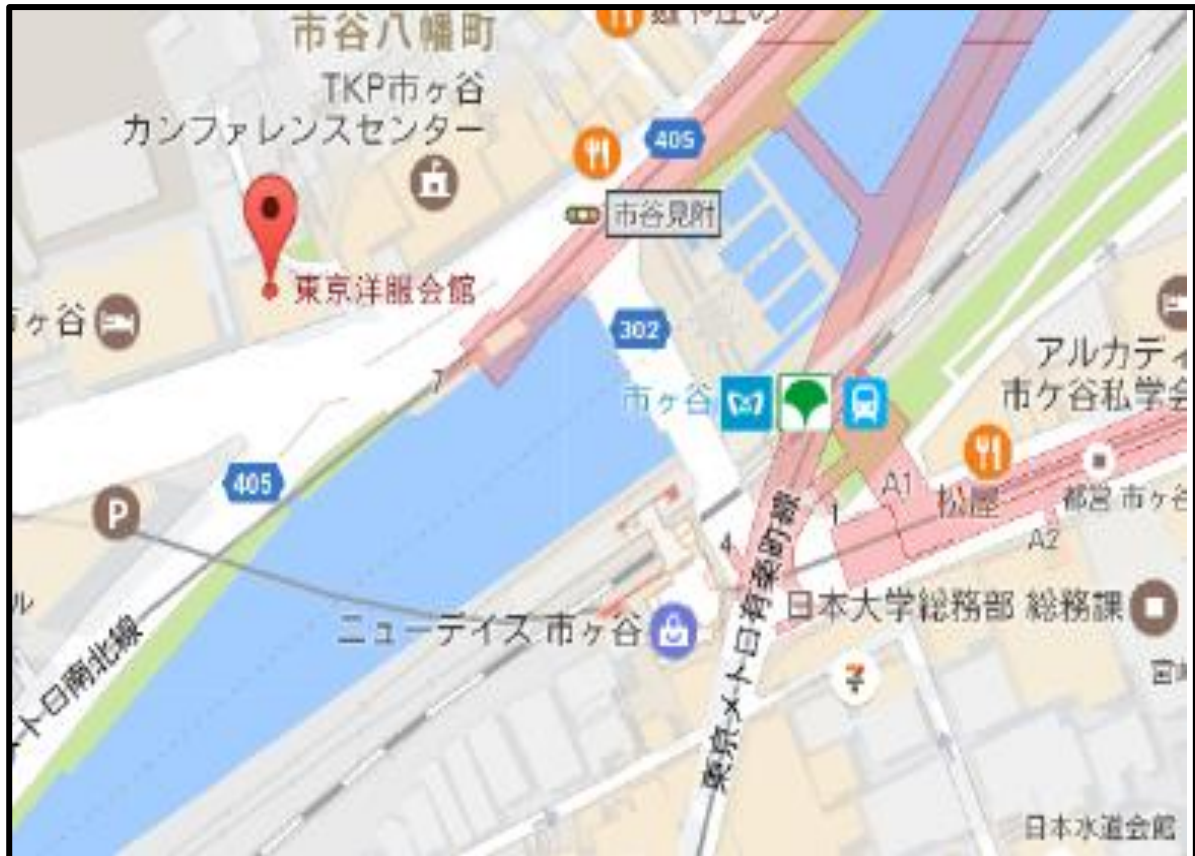 市谷八幡町
TKP市ヶ谷
カンファレンスセンター
405
市谷見附
東京洋服会館
ヶ谷
302
7
市ヶ谷
アルカディ
市ケ谷私学会
405
P
A1
松屋
都営 市ケ谷
1
A2
4
日本大学総務部 総務課
ニューデイズ 市ヶ谷
7
トロ南北線
東京メトロ有楽町線
日本水道会館